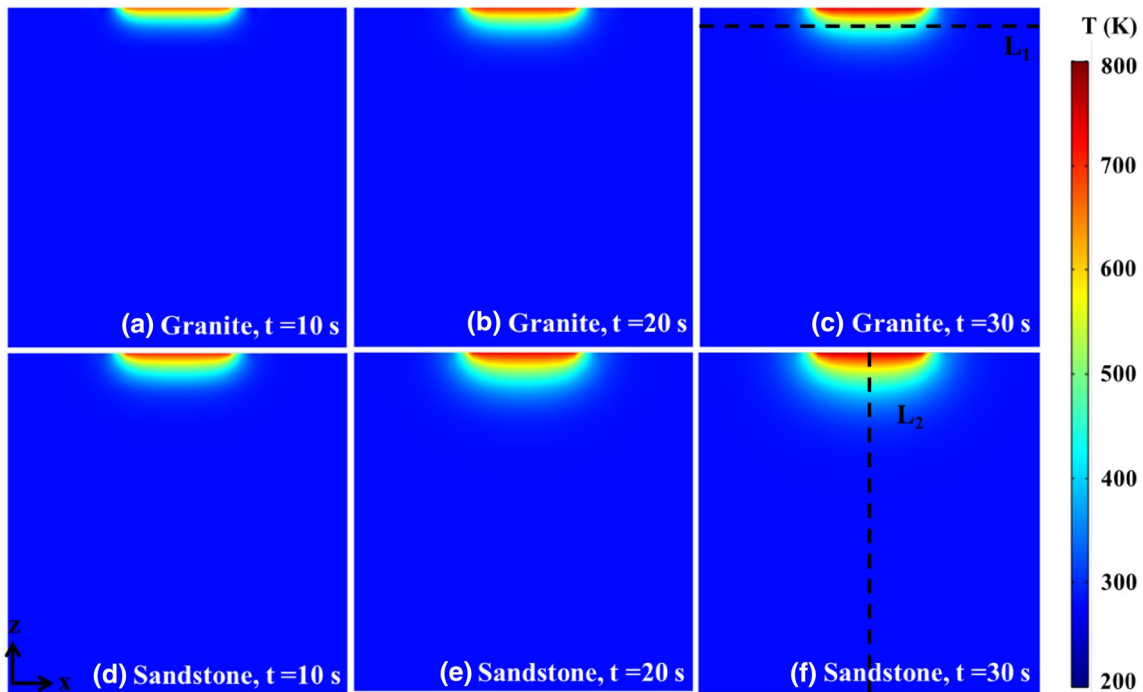 T (K)
L1
800
700
(a) Granite, t =10 s
(b) Granite, t =20 s
(c) Granite, t =30 s
600
500
L2
400
300
z
x
(d) Sandstone, t =10 s
(e) Sandstone, t =20 s
(f) Sandstone, t =30 s
200